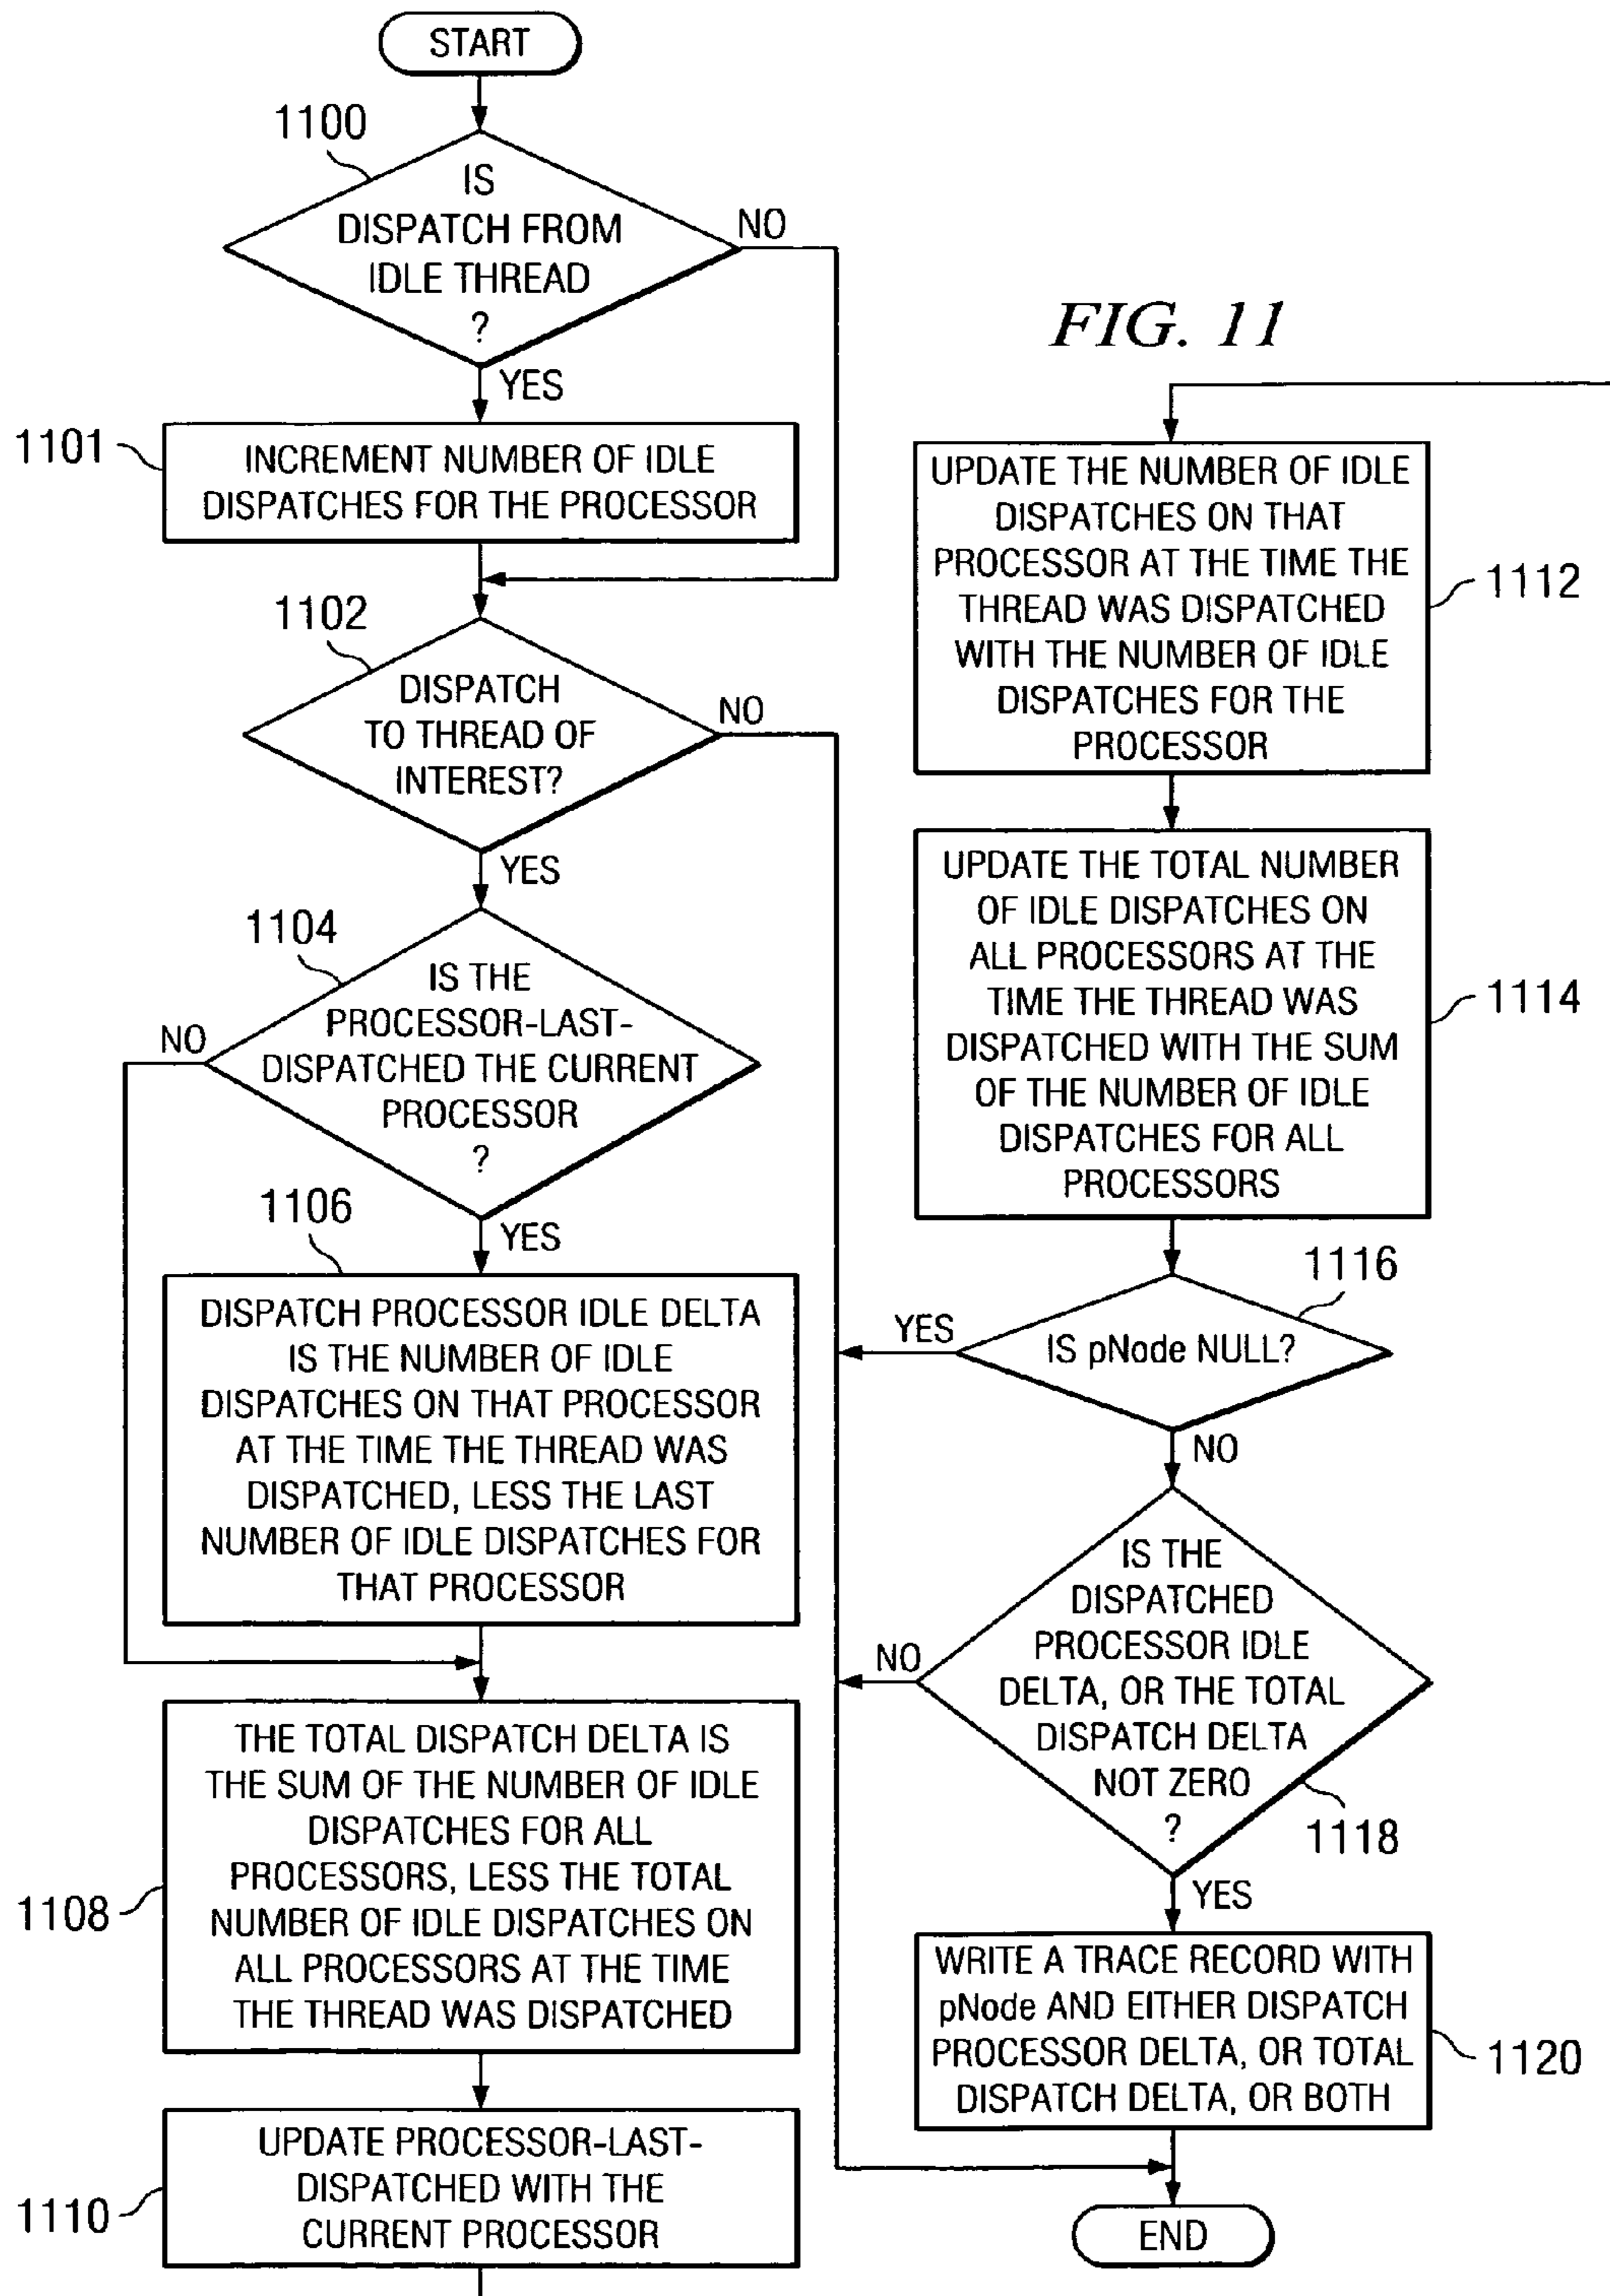 START
1100
IS
DISPATCH FROM
IDLE THREAD
?
NO
YES
1101
INCREMENT NUMBER OF IDLE
DISPATCHES FOR THE PROCESSOR
1102
DISPATCH
TO THREAD OF
INTEREST?
NO
YES
1104
IS THE
PROCESSOR-LAST-
DISPATCHED THE CURRENT
PROCESSOR
?
NO
YES
1106
DISPATCH PROCESSOR IDLE DELTA
IS THE NUMBER OF IDLE
DISPATCHES ON THAT PROCESSOR
AT THE TIME THE THREAD WAS
DISPATCHED, LESS THE LAST
NUMBER OF IDLE DISPATCHES FOR
THAT PROCESSOR
1108
THE TOTAL DISPATCH DELTA IS
THE SUM OF THE NUMBER OF IDLE
DISPATCHES FOR ALL
PROCESSORS, LESS THE TOTAL
NUMBER OF IDLE DISPATCHES ON
ALL PROCESSORS AT THE TIME
THE THREAD WAS DISPATCHED
1110
UPDATE PROCESSOR-LAST-
DISPATCHED WITH THE
CURRENT PROCESSOR
FIG. 11
UPDATE THE NUMBER OF IDLE
DISPATCHES ON THAT
PROCESSOR AT THE TIME THE
THREAD WAS DISPATCHED
WITH THE NUMBER OF IDLE
DISPATCHES FOR THE
PROCESSOR
1112
UPDATE THE TOTAL NUMBER
OF IDLE DISPATCHES ON
ALL PROCESSORS AT THE
TIME THE THREAD WAS
DISPATCHED WITH THE SUM
OF THE NUMBER OF IDLE
DISPATCHES FOR ALL
PROCESSORS
1114
1116
IS pNode NULL?
YES
NO
IS THE
DISPATCHED
PROCESSOR IDLE
DELTA, OR THE TOTAL
DISPATCH DELTA
NOT ZERO
?
NO
1118
YES
WRITE A TRACE RECORD WITH
pNode AND EITHER DISPATCH
PROCESSOR DELTA, OR TOTAL
DISPATCH DELTA, OR BOTH
1120
END